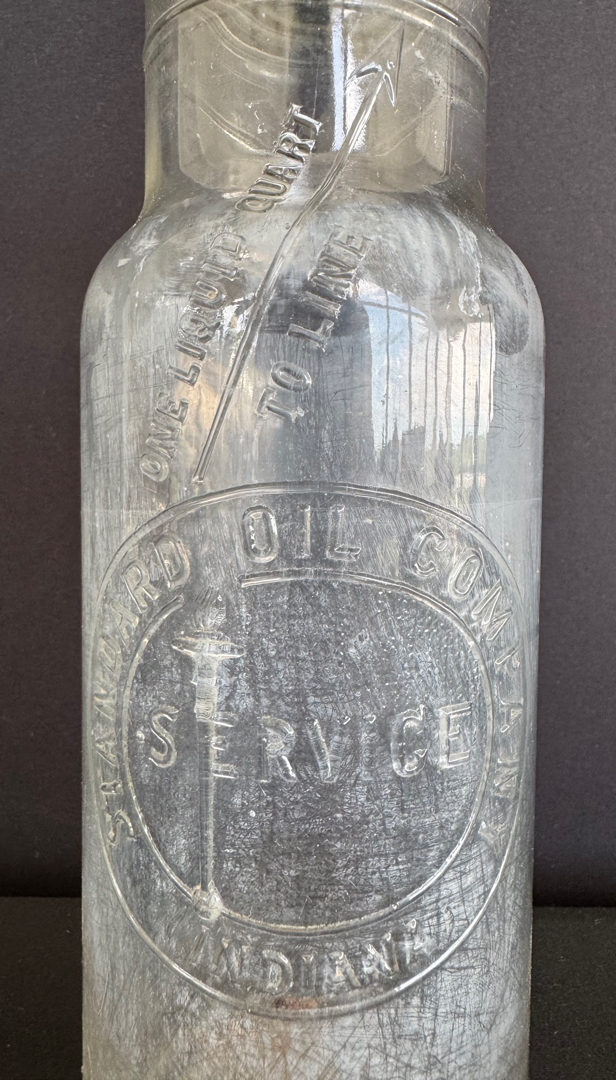 ONE LIQUID QUART
TO LINE
STANDARD OIL COMPANY
SERVICE
INDIANA